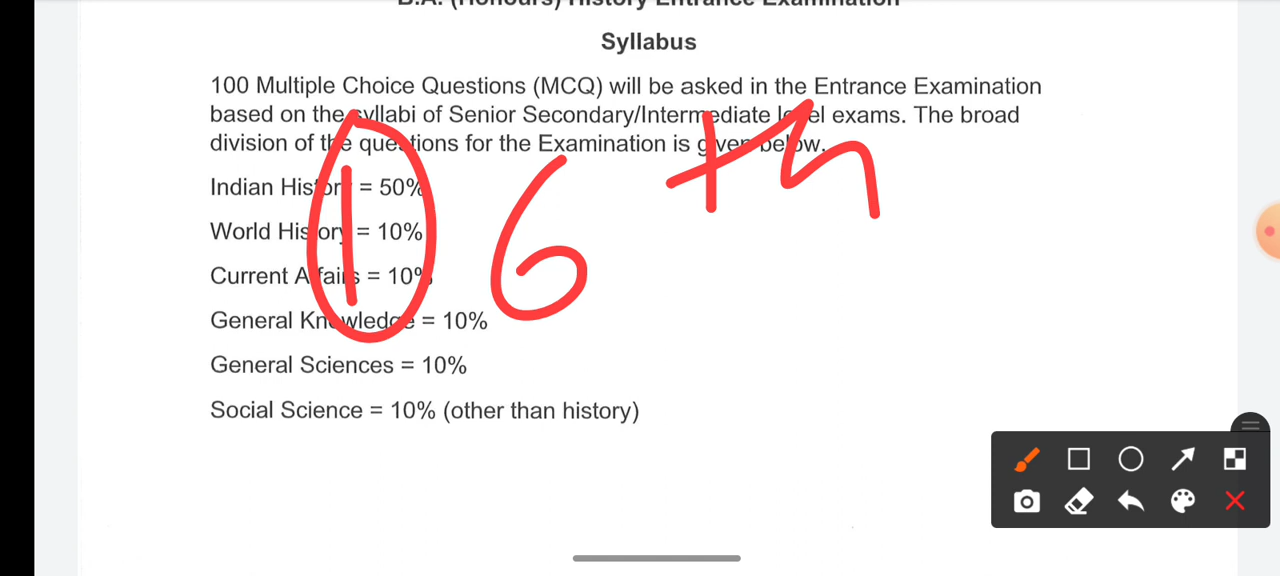 B.A. (Honours) History Entrance Examination
Syllabus
100 Multiple Choice Questions (MCQ) will be asked in the Entrance Examination
based on the syllabi of Senior Secondary/Intermediate level exams. The broad
division of the questions for the Examination is given below.
Indian History = 50%
World History = 10%
Current Affairs = 10%
General Knowledge = 10%
General Sciences = 10%
Social Science = 10% (other than history)
1 6 th